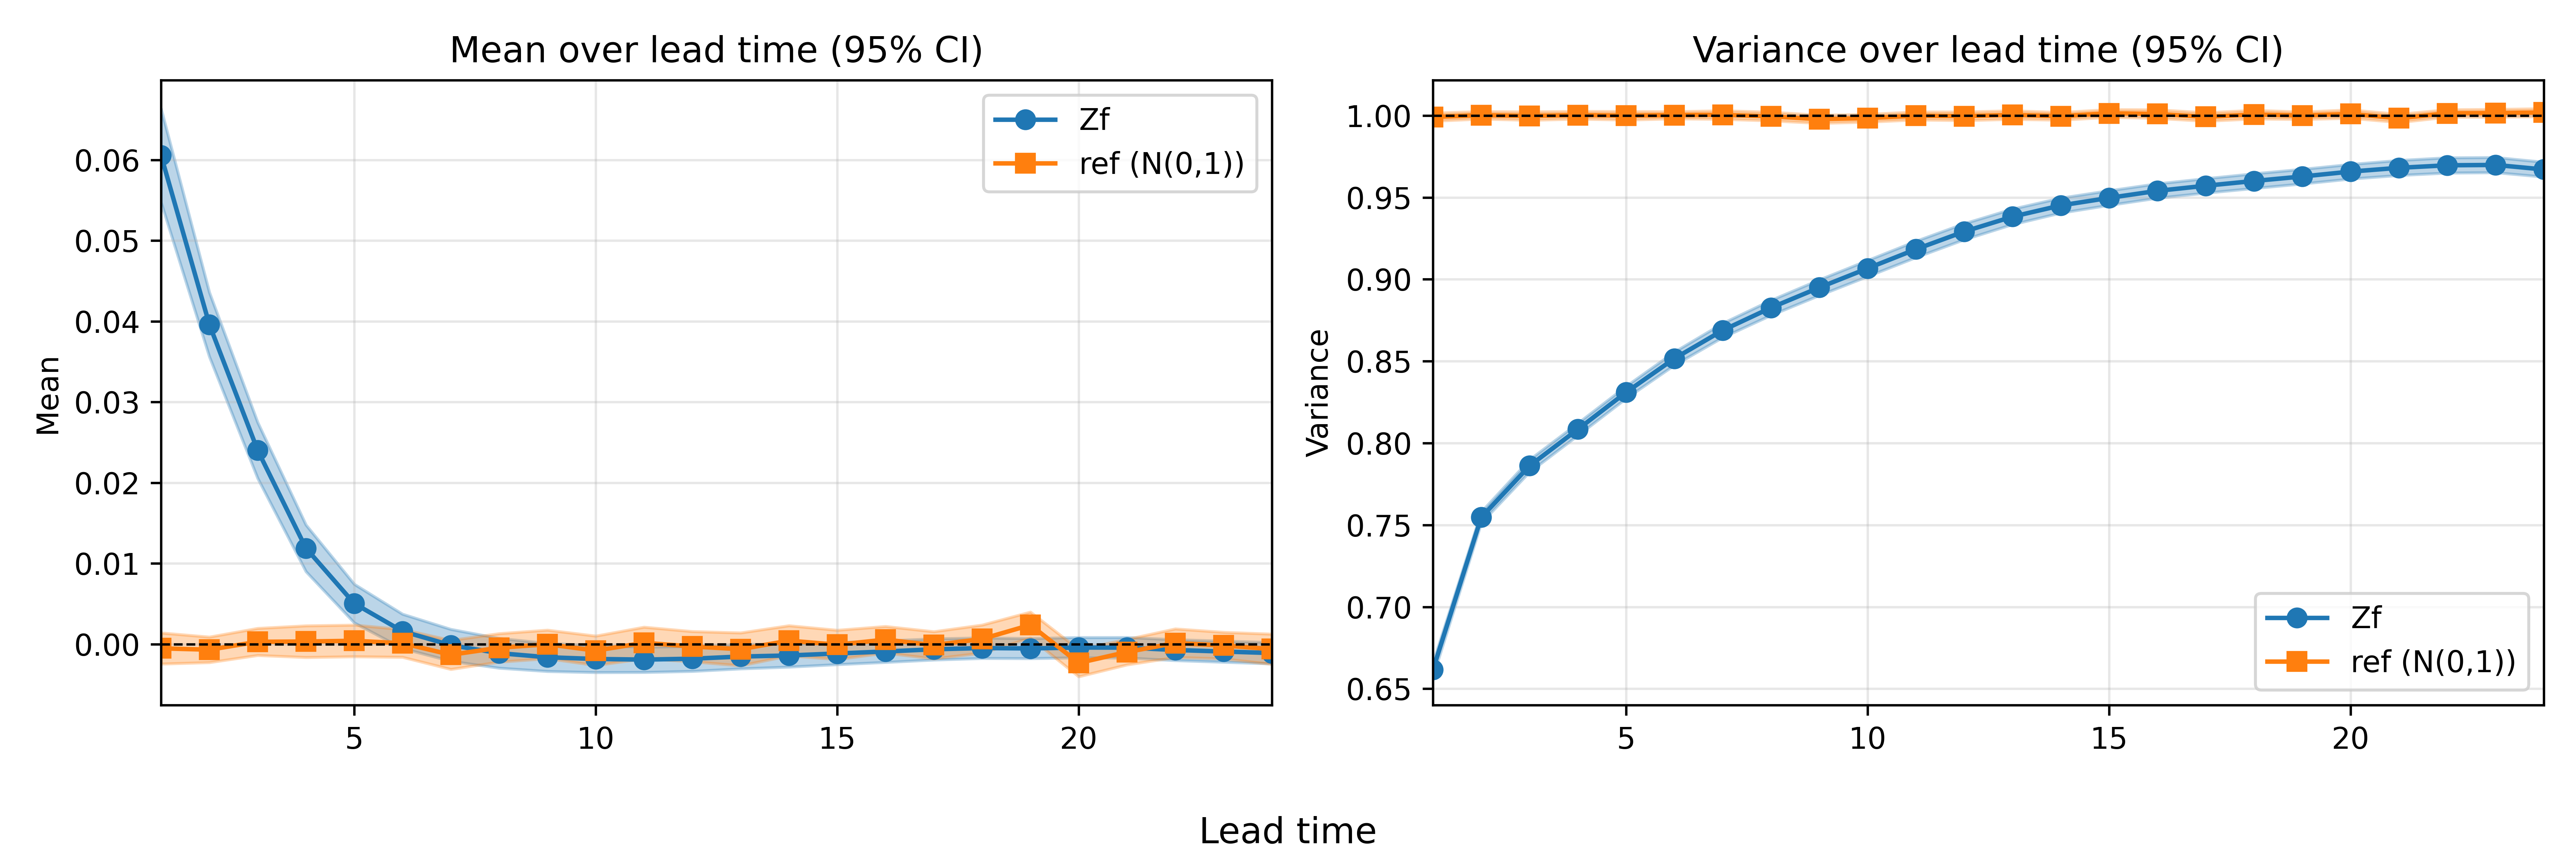 Mean over lead time (95% CI)
Mean
0.06
0.05
0.04
0.03
0.02
0.01
0.00
5
10
15
20
Zf
ref (N(0,1))
Variance over lead time (95% CI)
Variance
1.00
0.95
0.90
0.85
0.80
0.75
0.70
0.65
5
10
15
20
Zf
ref (N(0,1))
Lead time